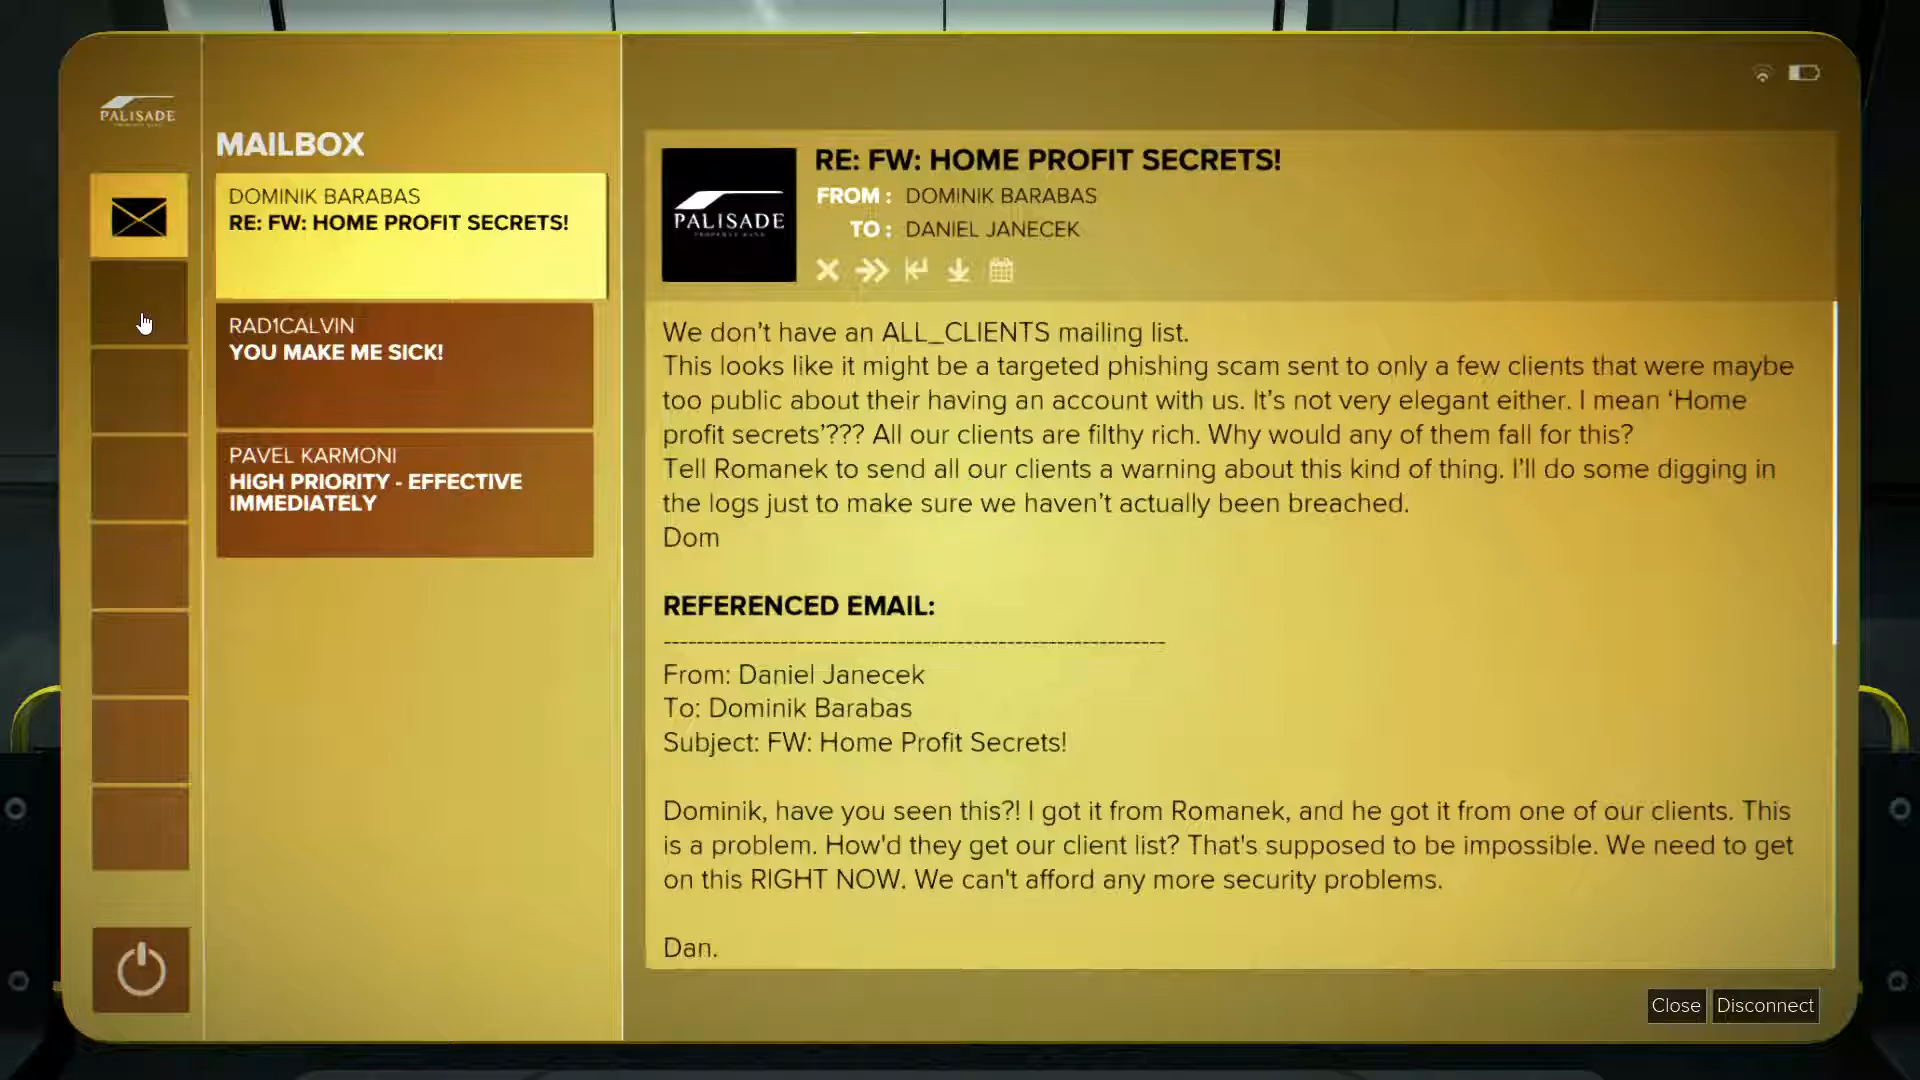 PALISADE
MAILBOX
DOMINIK BARABAS
RE: FW: HOME PROFIT SECRETS!
RAD1CALVIN
YOU MAKE ME SICK!
PAVEL KARMONI
HIGH PRIORITY - EFFECTIVE
IMMEDIATELY
PALISADE
PROPERTY BANK
RE: FW: HOME PROFIT SECRETS!
FROM : DOMINIK BARABAS
TO : DANIEL JANECEK
We don't have an ALL_CLIENTS mailing list.
This looks like it might be a targeted phishing scam sent to only a few clients that were maybe
too public about their having an account with us. It's not very elegant either. I mean ‘Home
profit secrets’??? All our clients are filthy rich. Why would any of them fall for this?
Tell Romanek to send all our clients a warning about this kind of thing. I'll do some digging in
the logs just to make sure we haven't actually been breached.
Dom
REFERENCED EMAIL:
------------------------------------------------------------
From: Daniel Janecek
To: Dominik Barabas
Subject: FW: Home Profit Secrets!
Dominik, have you seen this?! I got it from Romanek, and he got it from one of our clients. This
is a problem. How'd they get our client list? That's supposed to be impossible. We need to get
on this RIGHT NOW. We can't afford any more security problems.
Dan.
Close Disconnect